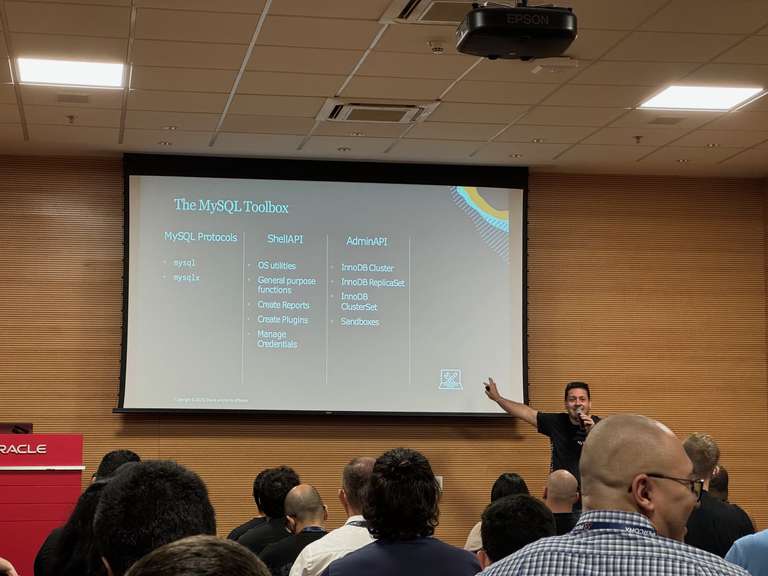 EPSON
The MySQL Toolbox
MySQL Protocols
- mysql
- mysqlx
ShellAPI
- OS utilities
- General purpose
functions
- Create Reports
- Create Plugins
- Manage
Credentials
AdminAPI
- InnoDB Cluster
- InnoDB ReplicaSet
- InnoDB
ClusterSet
- Sandboxes
RACLE